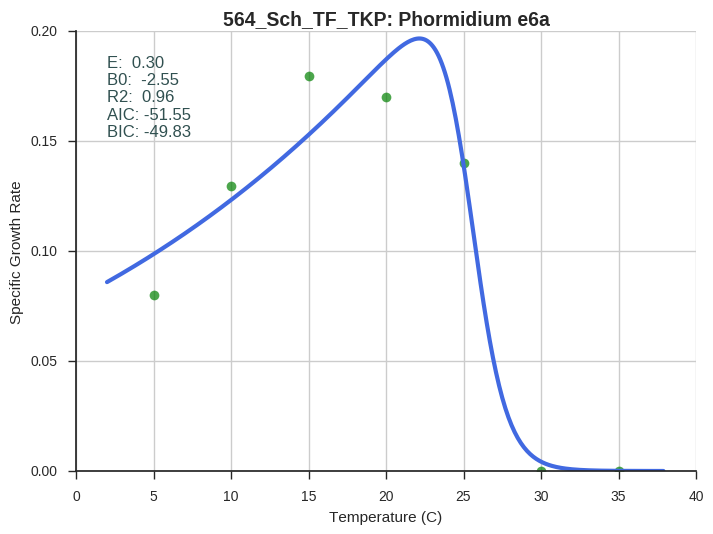 564_Sch_TF_TKP: Phormidium e6a
E: 0.30
B0: -2.55
R2: 0.96
AIC: -51.55
BIC: -49.83
0.20
0.15
0.10
0.05
0.00
Specific Growth Rate
0 5 10 15 20 25 30 35 40
Temperature (C)